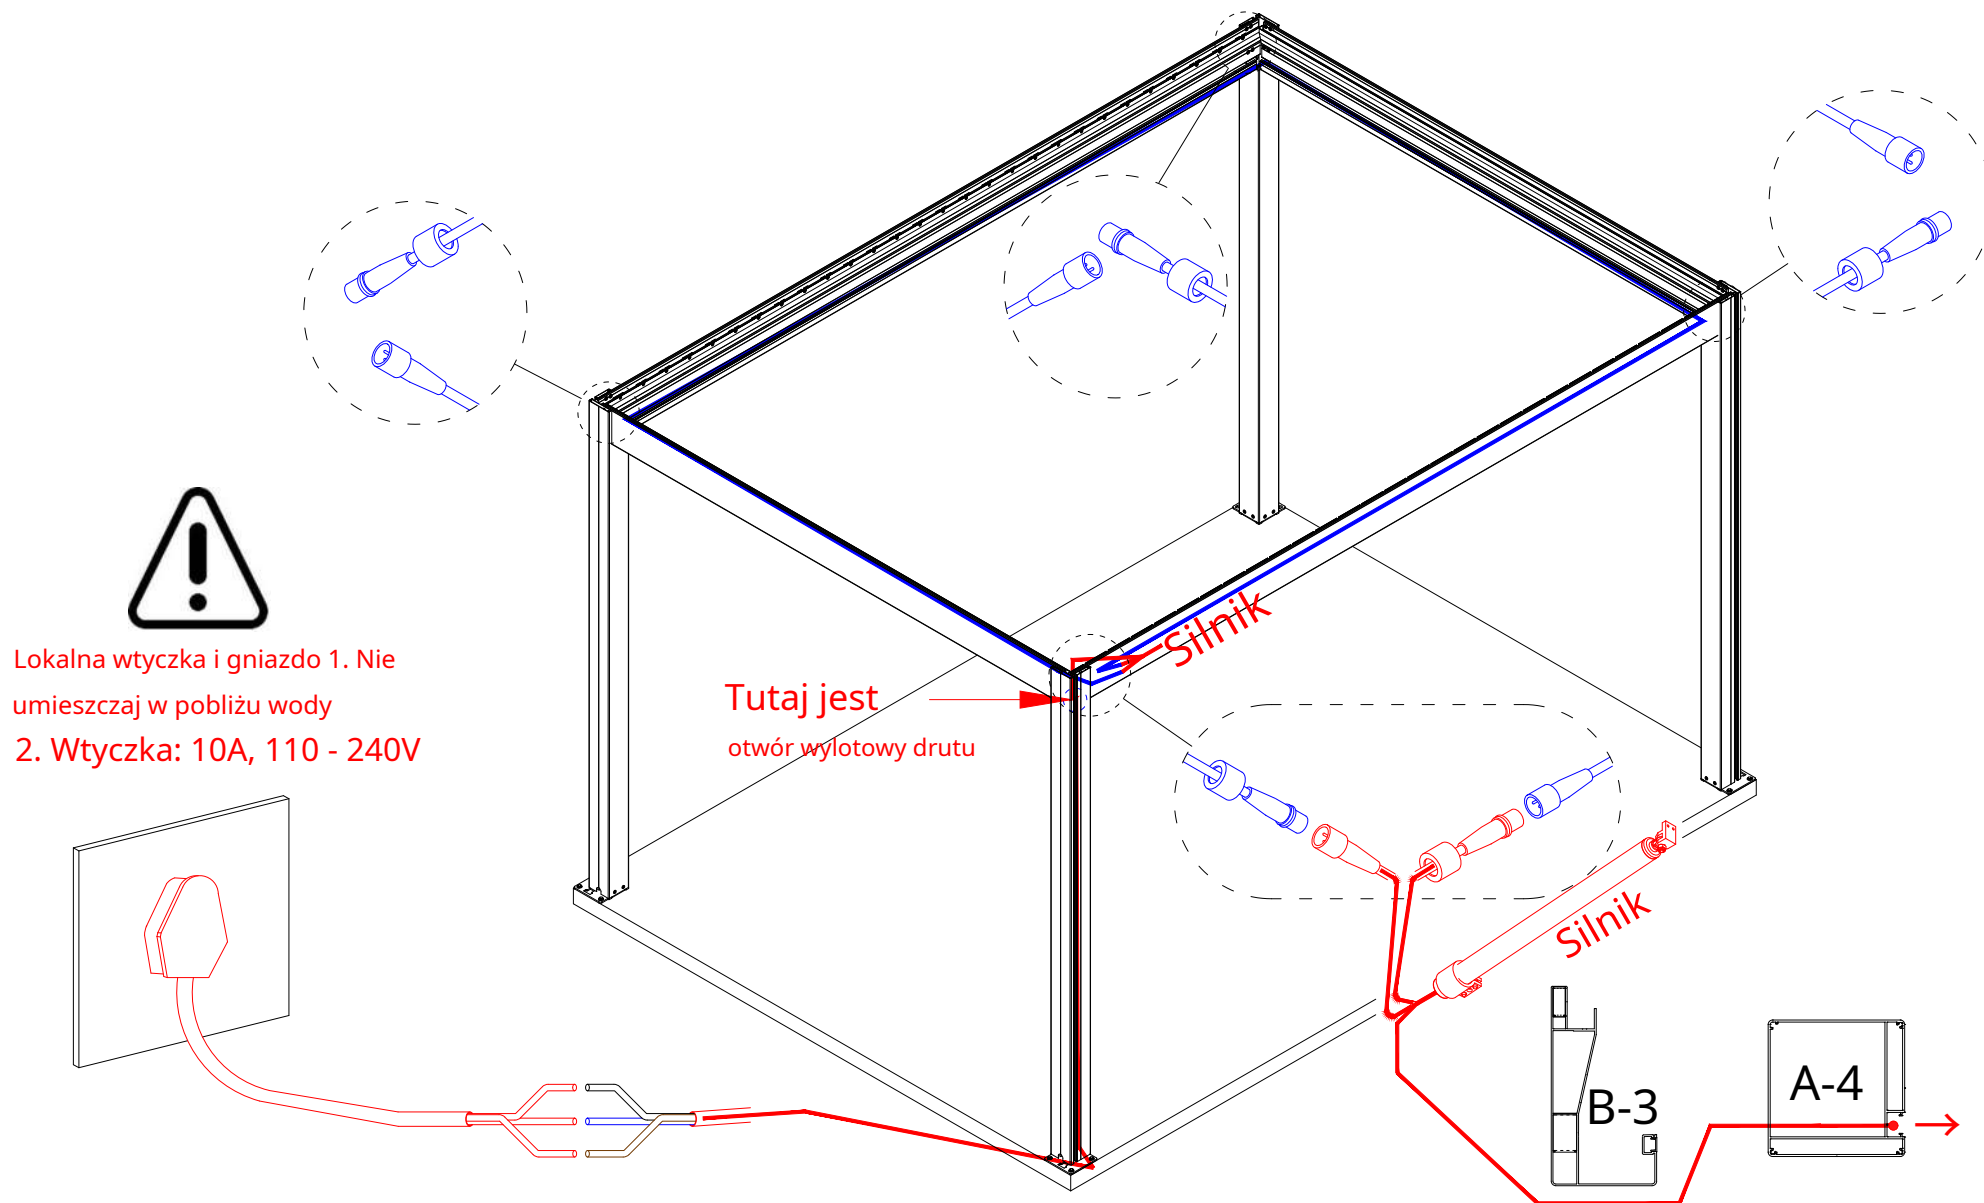 Silnik
Lokalna wtyczka i gniazdo 1. Nie
umieszczaj w pobliżu wody
2. Wtyczka: 10A, 110 - 240V
Tutaj jest
otwór wylotowy drutu
Silnik
B-3
A-4